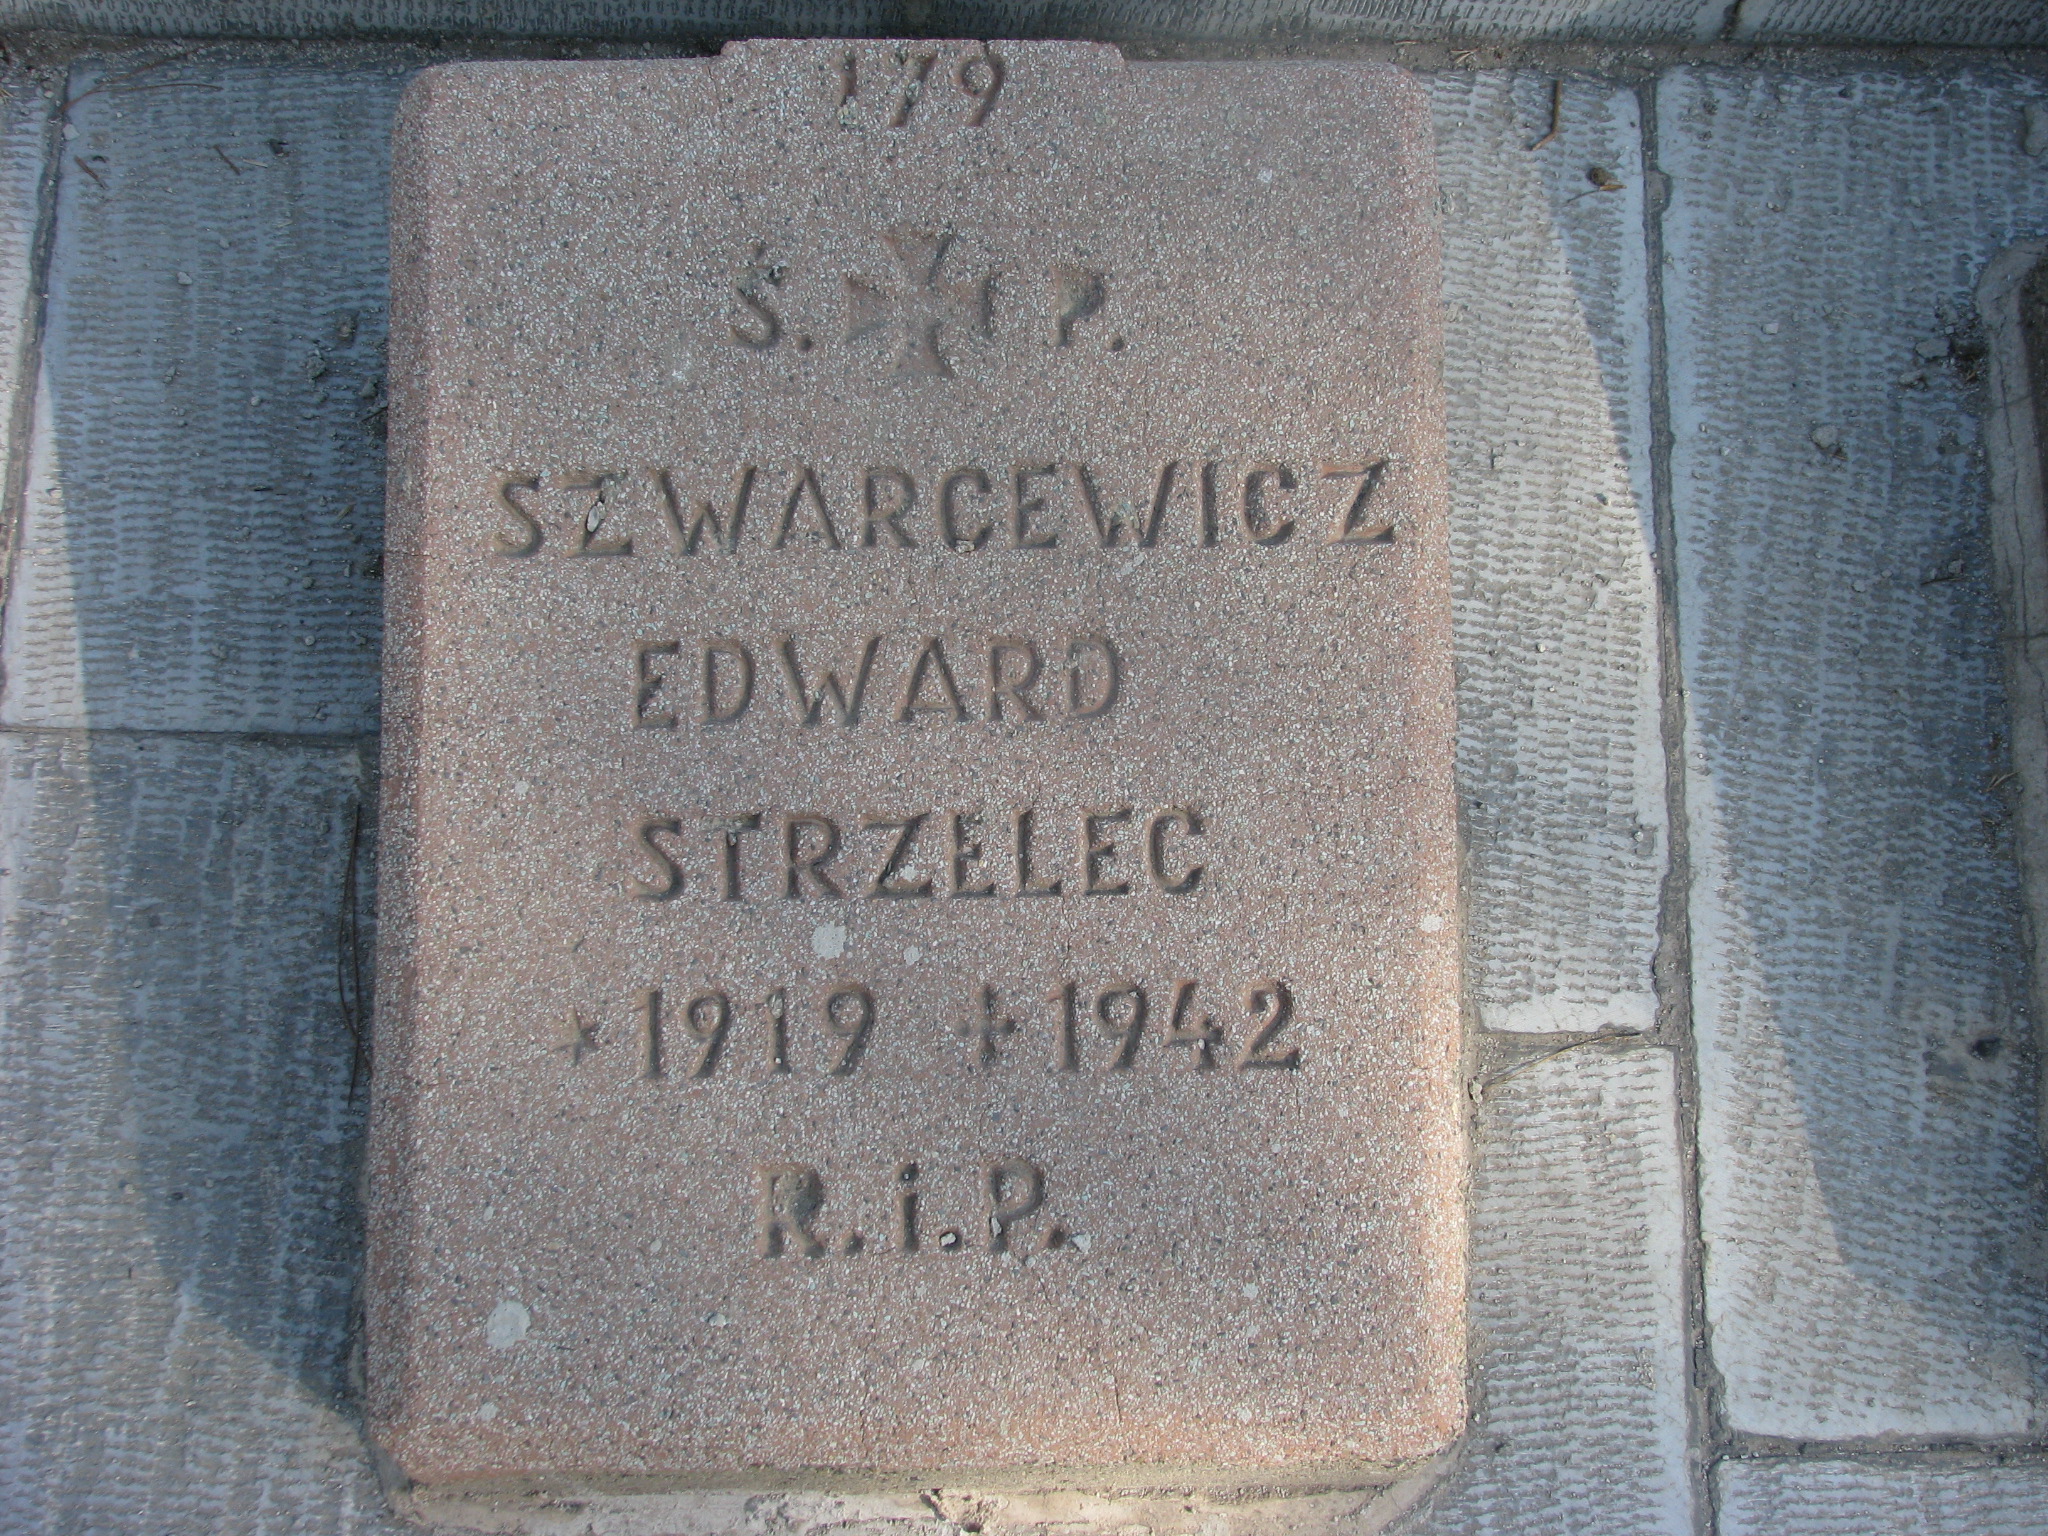 179
Ś. P.
SZWARCEWICZ
EDWARD
STRZELEC
* 1919 + 1942
R.i.P.